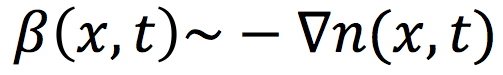 β(x,t)~ − ∇n(x,t)